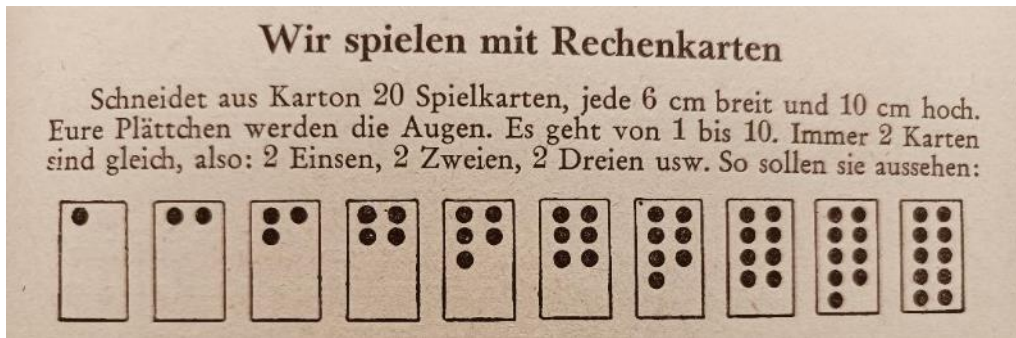 Wir spielen mit Rechenkarten
Schneidet aus Karton 20 Spielkarten, jede 6 cm breit und 10 cm hoch.
Eure Plättchen werden die Augen. Es geht von 1 bis 10. Immer 2 Karten
sind gleich, also: 2 Einsen, 2 Zweien, 2 Dreien usw. So sollen sie aussehen: